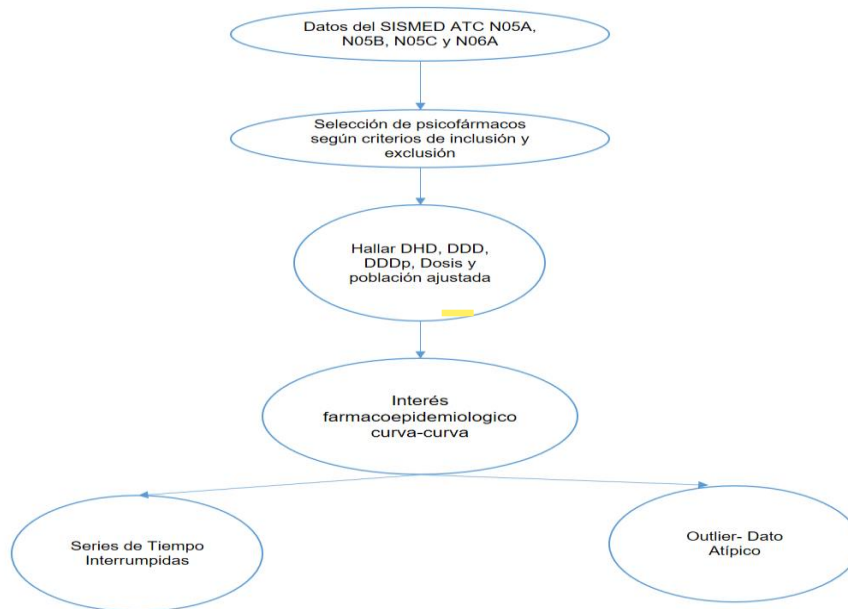 Datos del SISMED ATC N05A,
N05B, N05C y N06A
Selección de psicofármacos
según criterios de inclusión y
exclusión
Hallar DHD, DDD,
DDDp, Dosis y
población ajustada
Interés
farmacoepidemiologico
curva-curva
Series de Tiempo
Interrumpidas
Outlier- Dato
Atípico